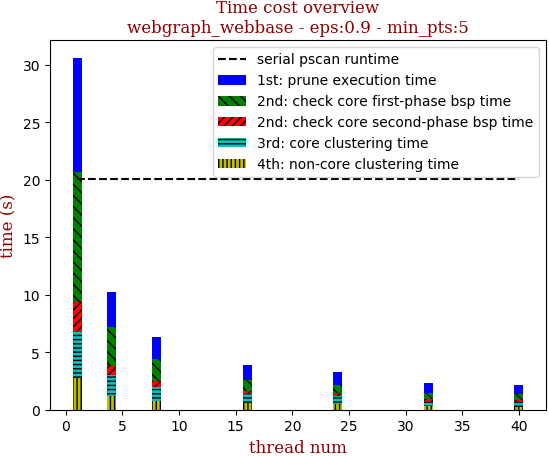 Time cost overview
webgraph_webbase - eps:0.9 - min_pts:5
serial pscan runtime
1st: prune execution time
2nd: check core first-phase bsp time
2nd: check core second-phase bsp time
3rd: core clustering time
4th: non-core clustering time
time (s)
30
25
20
15
10
5
0
0 5 10 15 20 25 30 35 40
thread num